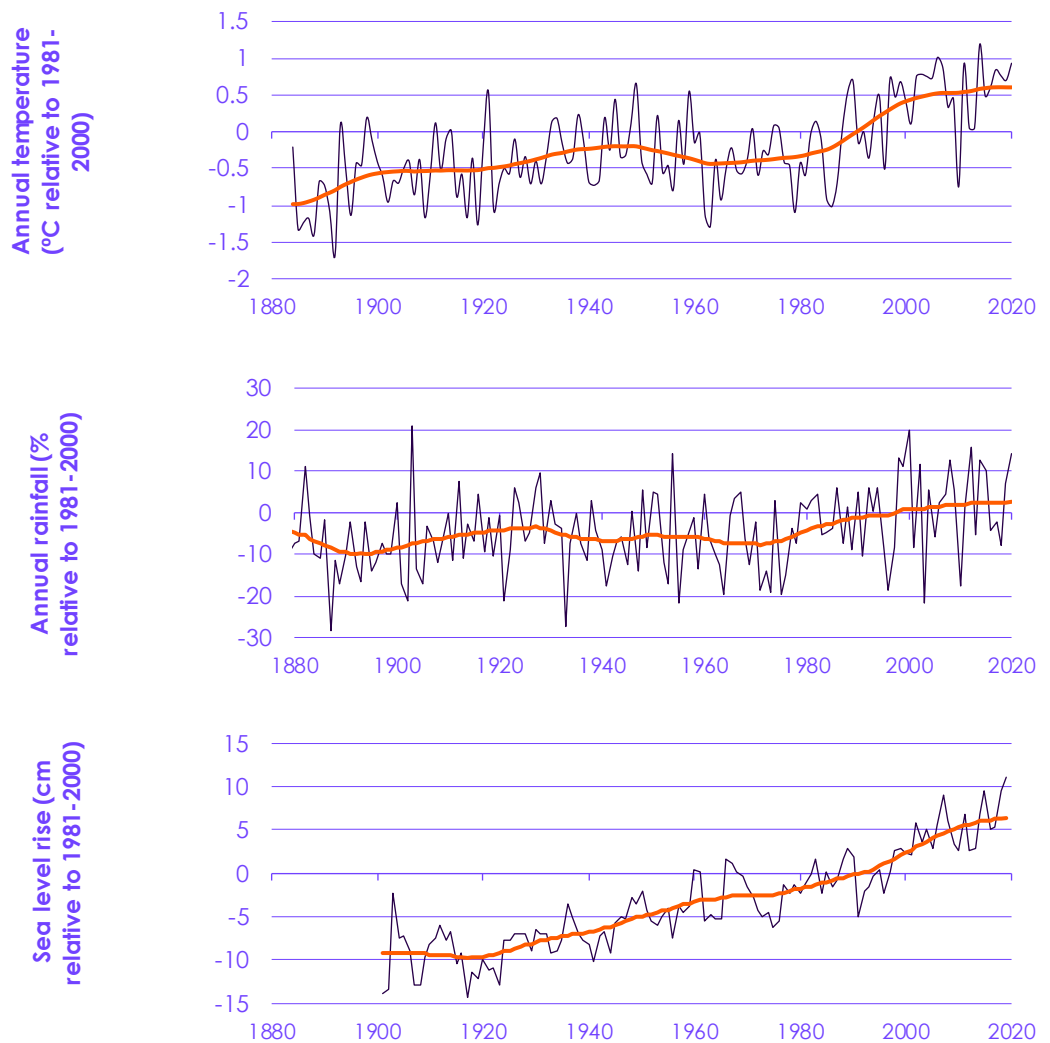 Annual temperature
(ºC relative to 1981-
2000)
1.5
1
0.5
0
-0.5
-1
-1.5
-2
1880 1900 1920 1940 1960 1980 2000 2020
Annual rainfall (%
relative to 1981-2000)
30
20
10
0
-10
-20
-30
1880 1900 1920 1940 1960 1980 2000 2020
Sea level rise (cm
relative to 1981-2000)
15
10
5
0
-5
-10
-15
1880 1900 1920 1940 1960 1980 2000 2020